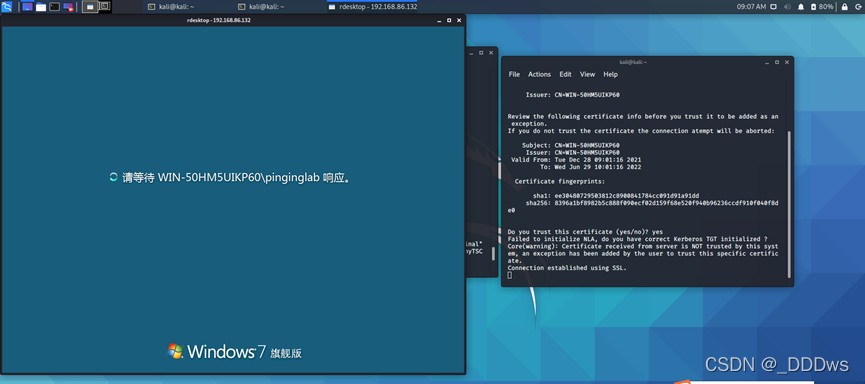 kali@kali: ~
kali@kali: ~
rdesktop - 192.168.86.132
09:07 AM
80%
rdesktop - 192.168.86.132
请等待 WIN-50HM5UIKP60\pinginglab 响应。
Windows 7 旗舰版
inal"
kali@kali:~
File Actions Edit View Help
Issuer: CN=WIN-50HM5UIKP60
Review the following certificate info before you trust it to be added as an
exception.
If you do not trust the certificate the connection atempt will be aborted:
Subject: CN=WIN-50HM5UIKP60
Issuer: CN=WIN-50HM5UIKP60
Valid From: Tue Dec 28 09:01:16 2021
To: Wed Jun 29 10:01:16 2022
Certificate fingerprints:
sha1: ee30480729503812c8900841784cc091d91a91dd
sha256: 8396a1bf8982b5c888f090ecf02d159f68e520f940b96236ccdf910f040f8d
e0
Do you trust this certificate (yes/no)? yes
Failed to initialize NLA, do you have correct Kerberos TGT initialized ?
Core(warning): Certificate received from server is NOT trusted by this syst
em, an exception has been added by the user to trust this specific certific
ate.
Connection established using SSL.
CSDN @_DDDws